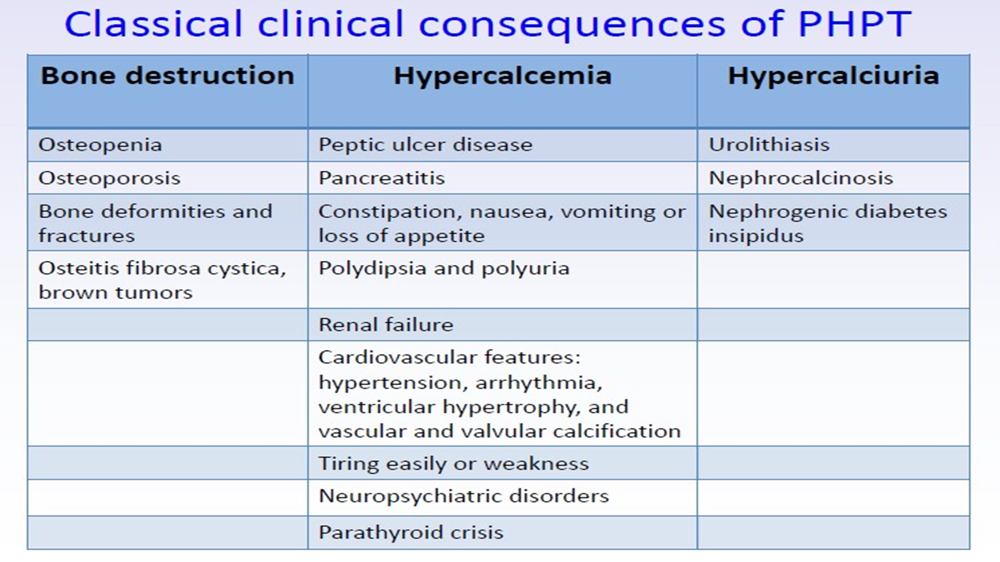 Classical clinical consequences of PHPT
Bone destruction
Hypercalcemia
Hypercalciuria
Osteopenia
Peptic ulcer disease
Urolithiasis
Osteoporosis
Pancreatitis
Nephrocalcinosis
Bone deformities and
fractures
Constipation, nausea, vomiting or
loss of appetite
Nephrogenic diabetes
insipidus
Osteitis fibrosa cystica,
brown tumors
Polydipsia and polyuria
Renal failure
Cardiovascular features:
hypertension, arrhythmia,
ventricular hypertrophy, and
vascular and valvular calcification
Tiring easily or weakness
Neuropsychiatric disorders
Parathyroid crisis